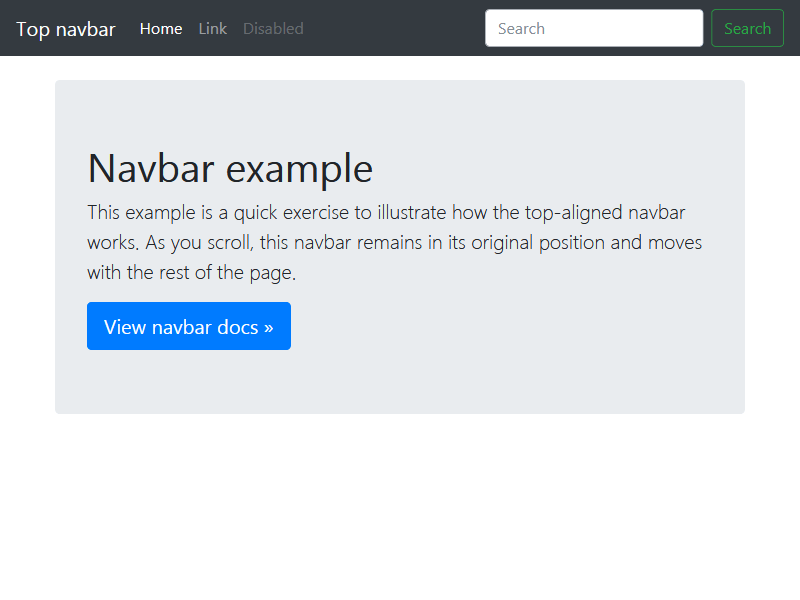 Top navbar Home Link Disabled Search Search
Navbar example
This example is a quick exercise to illustrate how the top-aligned navbar
works. As you scroll, this navbar remains in its original position and moves
with the rest of the page.
View navbar docs »